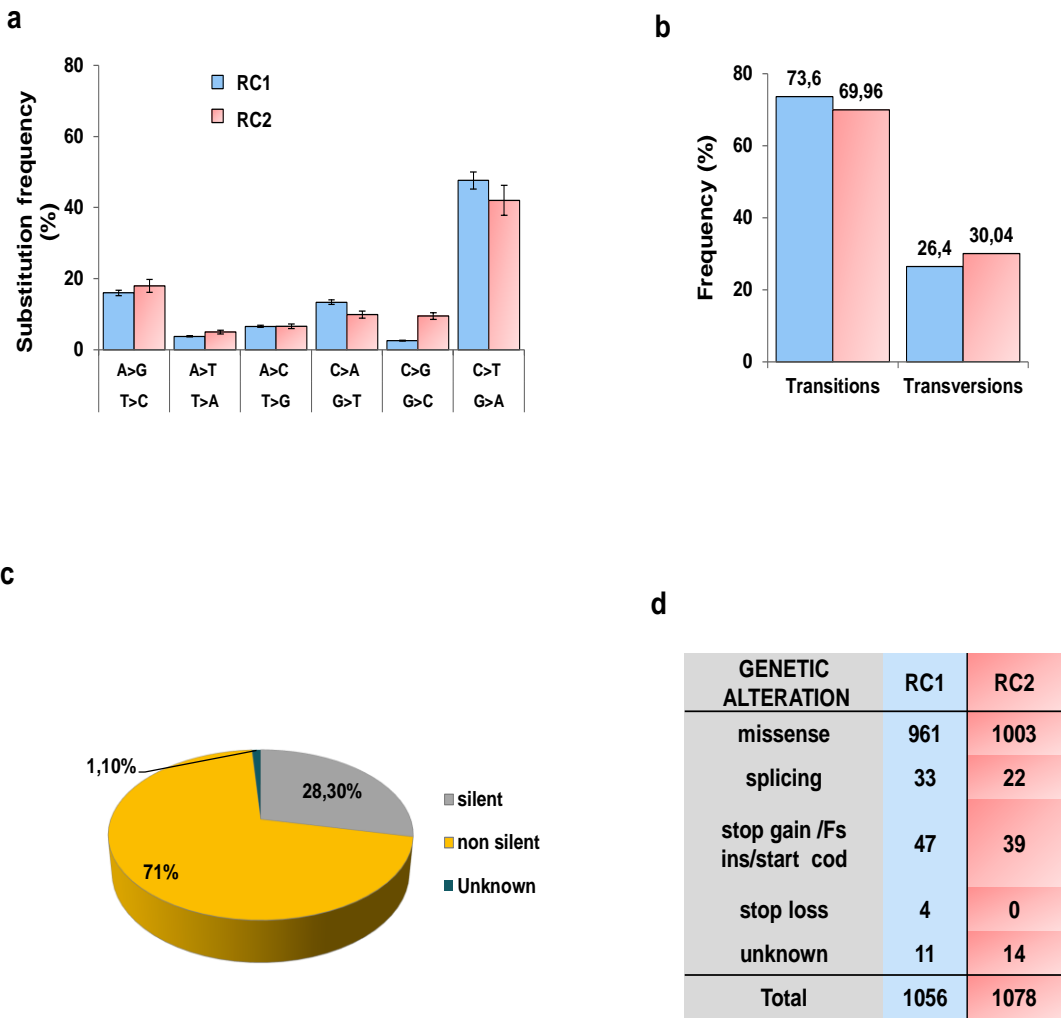 a
80
60
40
20
0
Substitution frequency
(%)
RC1
RC2
A>G A>T A>C C>A C>G C>T
T>C T>A T>G G>T G>C G>A
b
80
60
40
20
0
Frequency (%)
73,6 69,96
26,4 30,04
Transitions Transversions
c
1,10%
28,30%
71%
silent
non silent
Unknown
d
GENETIC
ALTERATION RC1 RC2
missense 961 1003
splicing 33 22
stop gain /Fs
ins/start cod 47 39
stop loss 4 0
unknown 11 14
Total 1056 1078